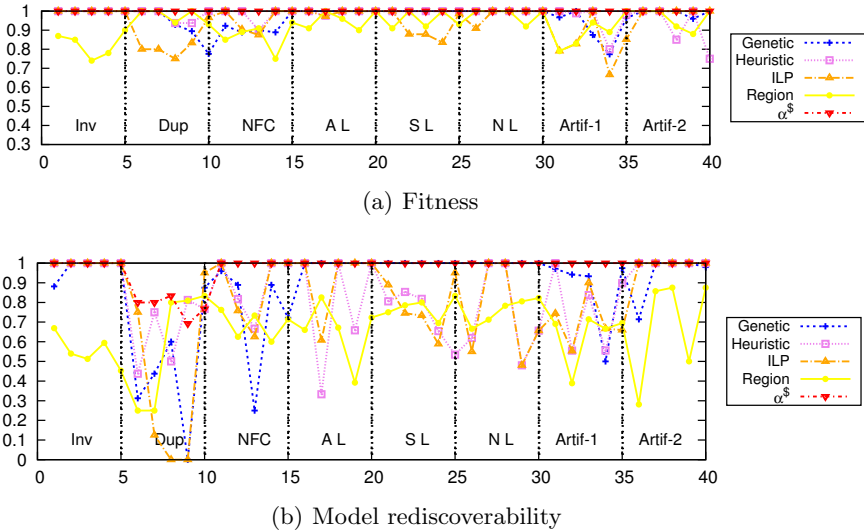 1
0.9
0.8
0.7
0.6
0.5
0.4
0.3
Inv Dup NFC A L S L N L Artif-1 Artif-2
0 5 10 15 20 25 30 35 40
Genetic
Heuristic
ILP
Region
α$
(a) Fitness
1
0.9
0.8
0.7
0.6
0.5
0.4
0.3
0.2
0.1
0
Inv Dup NFC A L S L N L Artif-1 Artif-2
0 5 10 15 20 25 30 35 40
Genetic
Heuristic
ILP
Region
α$
(b) Model rediscoverability